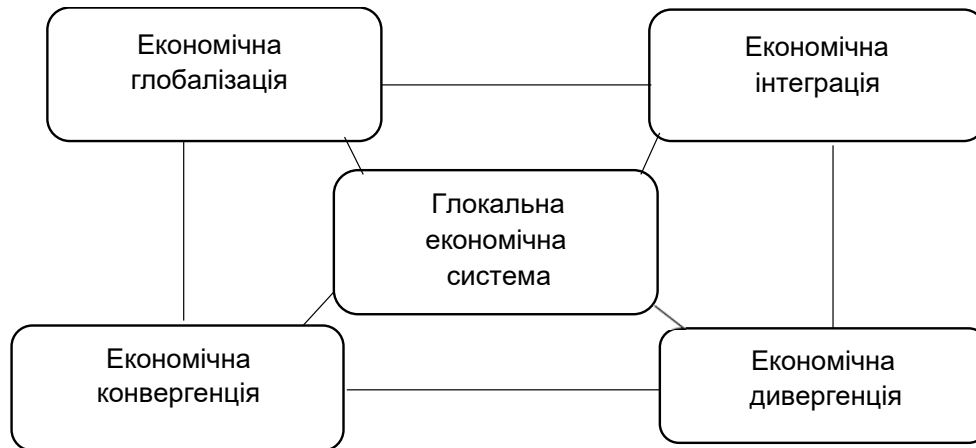 Економічна
глобалізація
Економічна
інтеграція
Глокальна
економічна
система
Економічна
конвергенція
Економічна
дивергенція